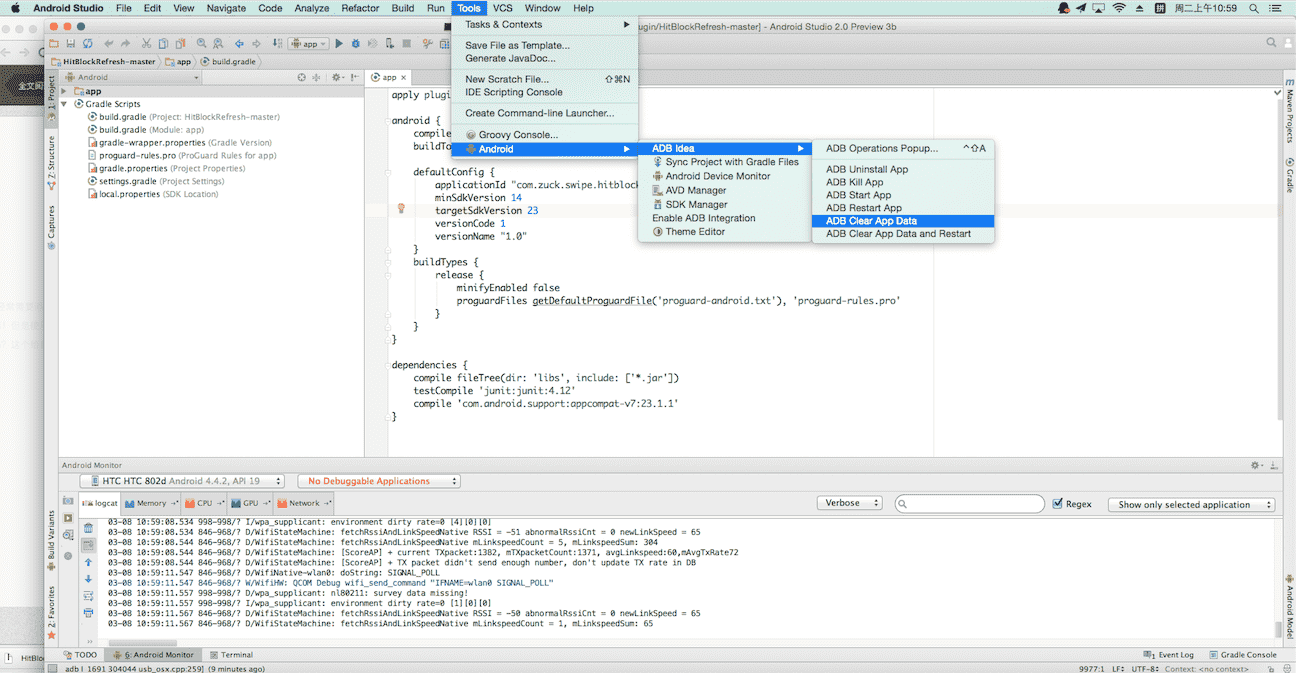 Android Studio File Edit View Navigate Code Analyze Refactor Build Run Tools VCS Window Help 周二上午10:59
ugin/HitBlockRefresh-master] - Android Studio 2.0 Preview 3b
app
HitBlockRefresh-master app build.gradle
Android
app
1: Project
Z: Structure
Captures
Build Variants
2: Favorites
app
Gradle Scripts
build.gradle (Project: HitBlockRefresh-master)
build.gradle (Module: app)
gradle-wrapper.properties (Gradle Version)
proguard-rules.pro (ProGuard Rules for app)
gradle.properties (Project Properties)
settings.gradle (Project Settings)
local.properties (SDK Location)
Tasks & Contexts
Save File as Template...
Generate JavaDoc...
New Scratch File... ⇧⌘N
IDE Scripting Console
Create Command-line Launcher...
Groovy Console...
Android
ADB Idea
Sync Project with Gradle Files
Android Device Monitor
AVD Manager
SDK Manager
Enable ADB Integration
Theme Editor
ADB Operations Popup... ^⇧A
ADB Uninstall App
ADB Kill App
ADB Start App
ADB Restart App
ADB Clear App Data
ADB Clear App Data and Restart
apply plugi
android {
compile
buildTo
defaultConfig {
applicationId "com.zuck.swipe.hitblock
minSdkVersion 14
targetSdkVersion 23
versionCode 1
versionName "1.0"
}
buildTypes {
release {
minifyEnabled false
proguardFiles getDefaultProguardFile('proguard-android.txt'), 'proguard-rules.pro'
}
}
}
dependencies {
compile fileTree(dir: 'libs', include: ['*.jar'])
testCompile 'junit:junit:4.12'
compile 'com.android.support:appcompat-v7:23.1.1'
}
Maven Projects
Gradle
Android Model
Android Monitor
HTC HTC 802d Android 4.4.2, API 19 No Debuggable Applications
logcat Memory CPU GPU Network Verbose Regex Show only selected application
03-08 10:59:08.534 998-998/? I/wpa_supplicant: environment dirty rate=0 [4][0][0]
03-08 10:59:08.544 846-968/? D/WifiStateMachine: fetchRssiAndLinkSpeedNative RSSI = -51 abnormalRssiCnt = 0 newLinkSpeed = 65
03-08 10:59:08.544 846-968/? D/WifiStateMachine: fetchRssiAndLinkSpeedNative mLinkspeedCount = 5, mLinkspeedSum: 304
03-08 10:59:08.544 846-968/? D/WifiStateMachine: [ScoreAP] + current TXpacket:1382, mTXpacketCount:1371, avgLinkspeed:60,mAvgTxRate72
03-08 10:59:08.544 846-968/? D/WifiStateMachine: [ScoreAP] + TX packet didn't send enough number, don't update TX rate in DB
03-08 10:59:11.547 846-968/? D/WifiNative-wlan0: doString: SIGNAL_POLL
03-08 10:59:11.547 846-968/? W/WifiHW: QCOM Debug wifi_send_command "IFNAME=wlan0 SIGNAL_POLL"
03-08 10:59:11.557 998-998/? D/wpa_supplicant: nl80211: survey data missing!
03-08 10:59:11.557 998-998/? I/wpa_supplicant: environment dirty rate=0 [1][0][0]
03-08 10:59:11.567 846-968/? D/WifiStateMachine: fetchRssiAndLinkSpeedNative RSSI = -50 abnormalRssiCnt = 0 newLinkSpeed = 65
03-08 10:59:11.567 846-968/? D/WifiStateMachine: fetchRssiAndLinkSpeedNative mLinkspeedCount = 1, mLinkspeedSum: 65
TODO 6: Android Monitor Terminal 1 Event Log Gradle Console
adb I 1691 304044 usb_osx.cpp:259] (9 minutes ago) 9977:1 LF÷ UTF-8÷ Context: <no context>
HitBlo